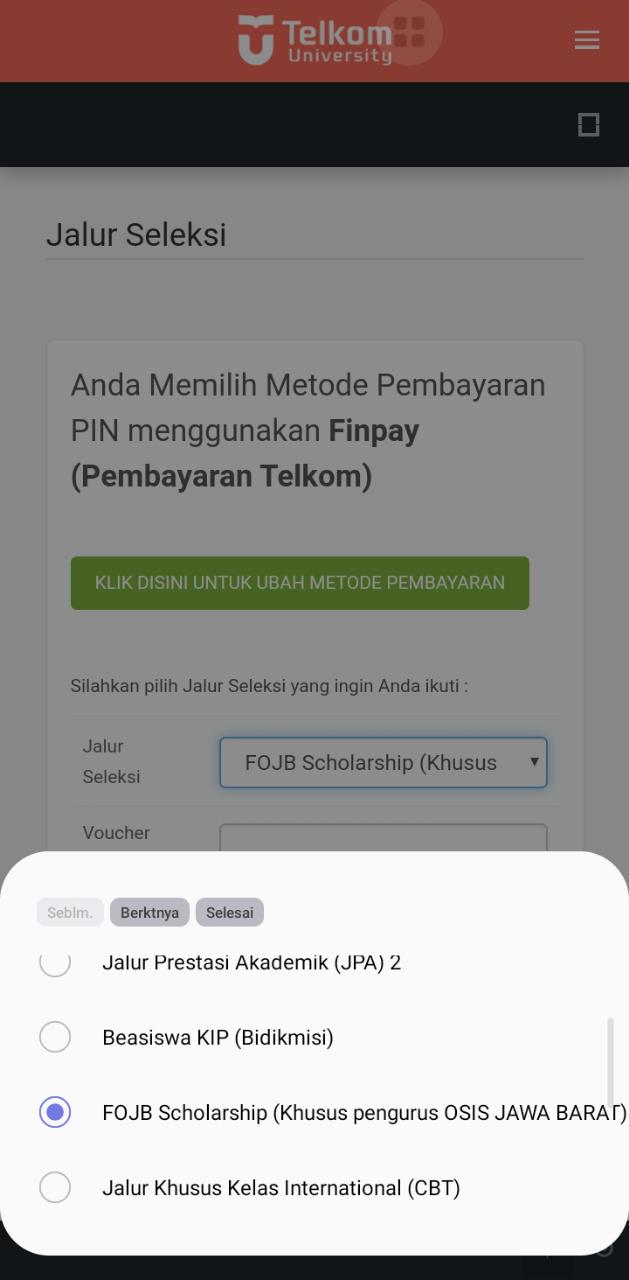 Telkom
University
Jalur Seleksi
Anda Memilih Metode Pembayaran
PIN menggunakan Finpay
(Pembayaran Telkom)
KLIK DISINI UNTUK UBAH METODE PEMBAYARAN
Silahkan pilih Jalur Seleksi yang ingin Anda ikuti :
Jalur
Seleksi
FOJB Scholarship (Khusus
Voucher
Seblm. Berktnya Selesai
Jalur Prestasi Akademik (JPA) 2
Beasiswa KIP (Bidikmisi)
FOJB Scholarship (Khusus pengurus OSIS JAWA BARAT)
Jalur Khusus Kelas International (CBT)